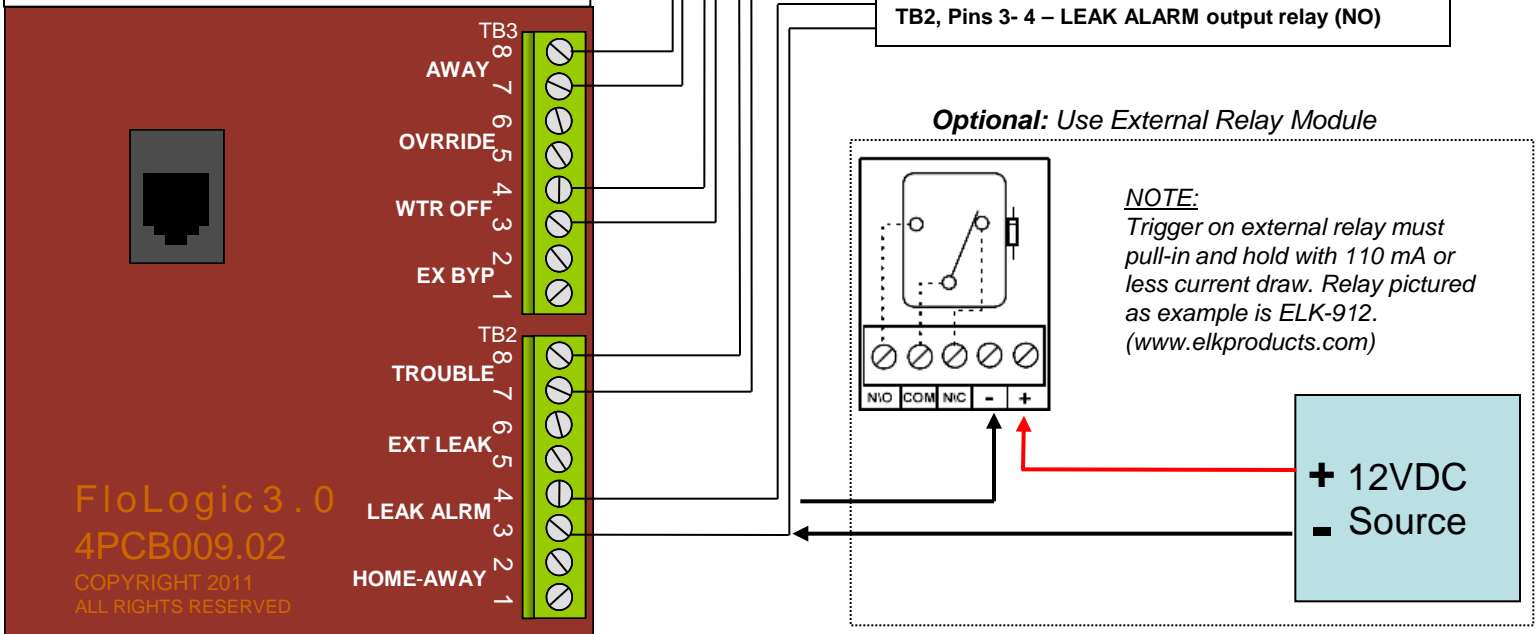 TB2, Pins 3- 4 – LEAK ALARM output relay (NO)
TB3
8
AWAY
7
6
OVRRIDE
5
4
WTR OFF
3
2
EX BYP
1
TB2
8
TROUBLE
7
6
EXT LEAK
5
4
LEAK ALRM
3
2
HOME-AWAY
1
FloLogic3.0
4PCB009.02
COPYRIGHT 2011
ALL RIGHTS RESERVED
Optional: Use External Relay Module
NOTE:
Trigger on external relay must
pull-in and hold with 110 mA or
less current draw. Relay pictured
as example is ELK-912.
(www.elkproducts.com)
N\O COM N\C - +
+ 12VDC
- Source